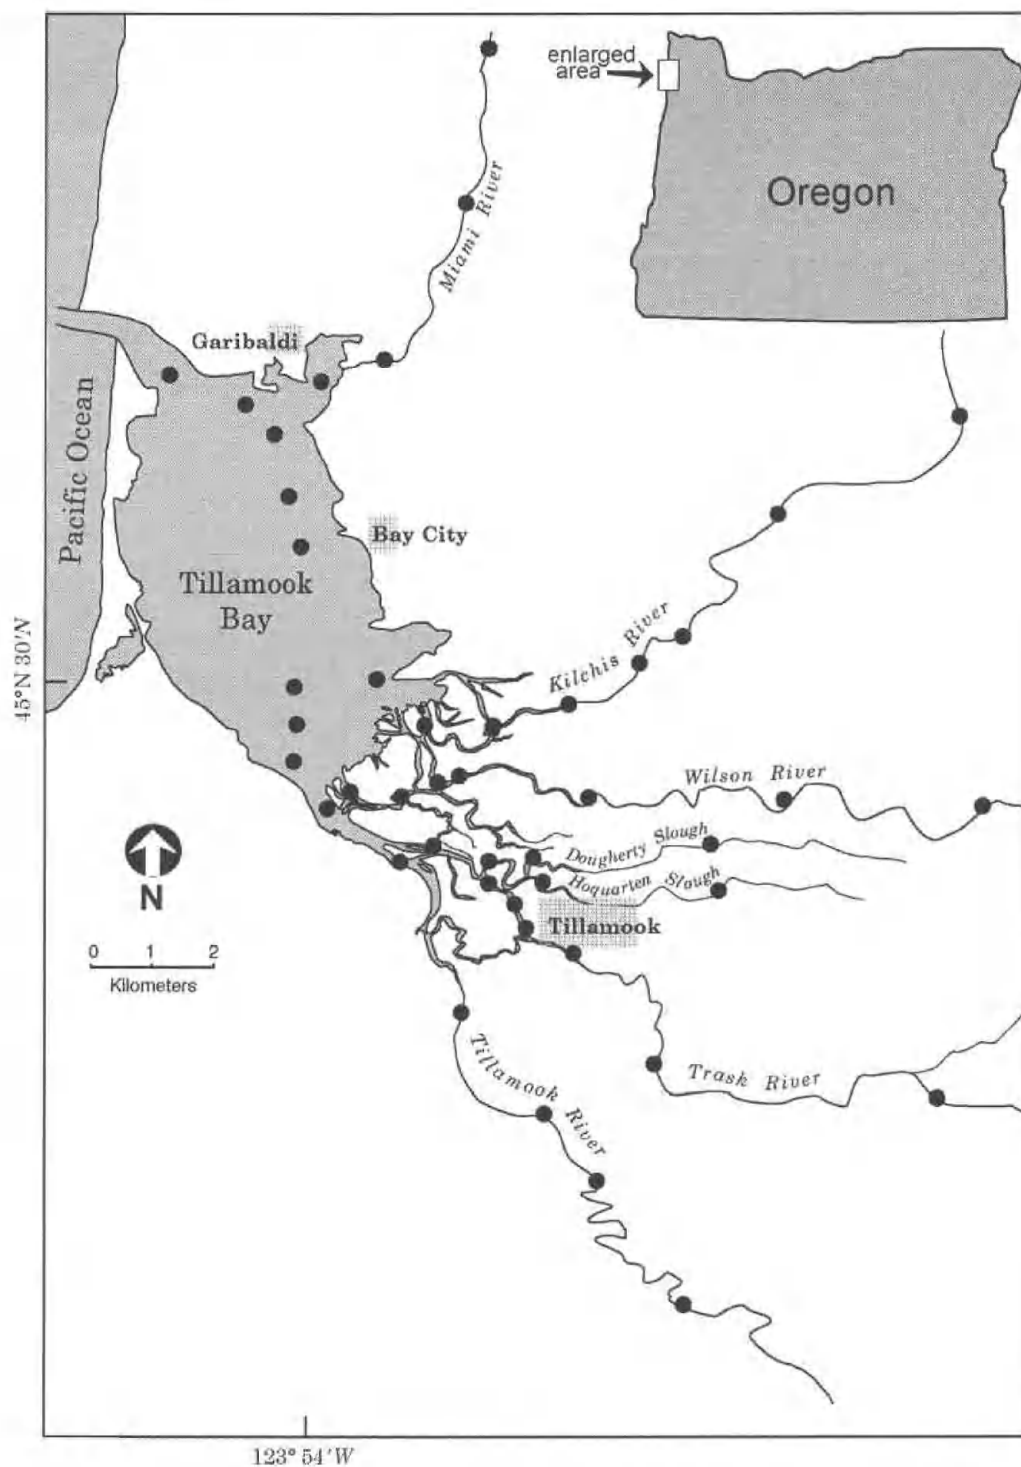 enlarged
area
Oregon
Miami River
Garibaldi
Pacific Ocean
Bay City
Tillamook
Bay
45°N 30'N
Kilchis River
Wilson River
Dougherty Slough
Hoquarten Slough
N
Tillamook
0 1 2
Kilometers
Tillamook River
Trask River
123° 54'W